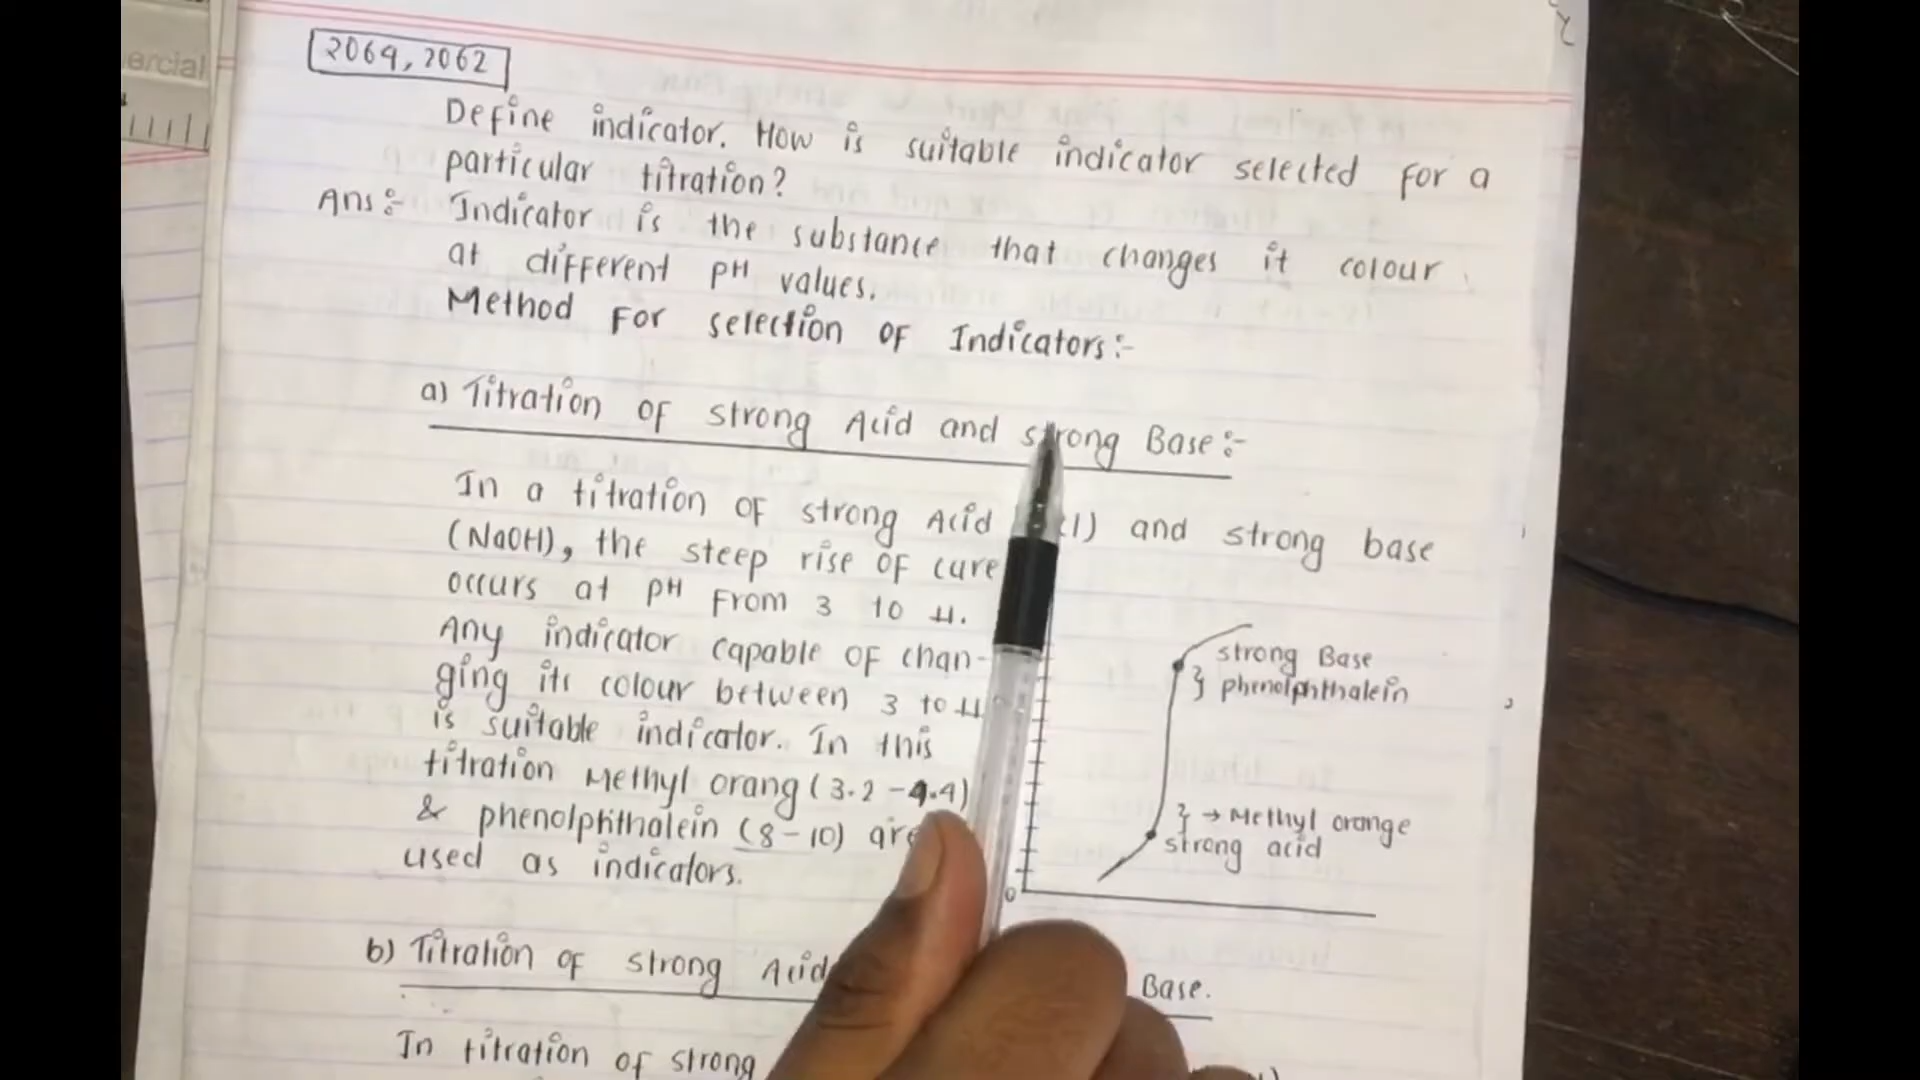 ercial
2064, 2062
Define indicator. How is suitable indicator selected for a
particular titration?
Ans:- Indicator is the substance that changes it colour
at different pH values.
Method For selection of Indicators:-
a) Titration of strong Acid and strong Base:-
In a titration of strong Acid 1) and strong base
(NaOH), the steep rise of cure
occurs at pH from 3 to 11.
Any indicator capable of chan-
ging its colour between 3 to 11
is suitable indicator. In this
titration Methyl orang (3.2 - 4.4)
& phenolphthalein (8-10) are
used as indicators.
strong Base
} phenolphthalein
} → Methyl orange
strong acid
0
b) Titration of strong Acid Base.
In titration of strong